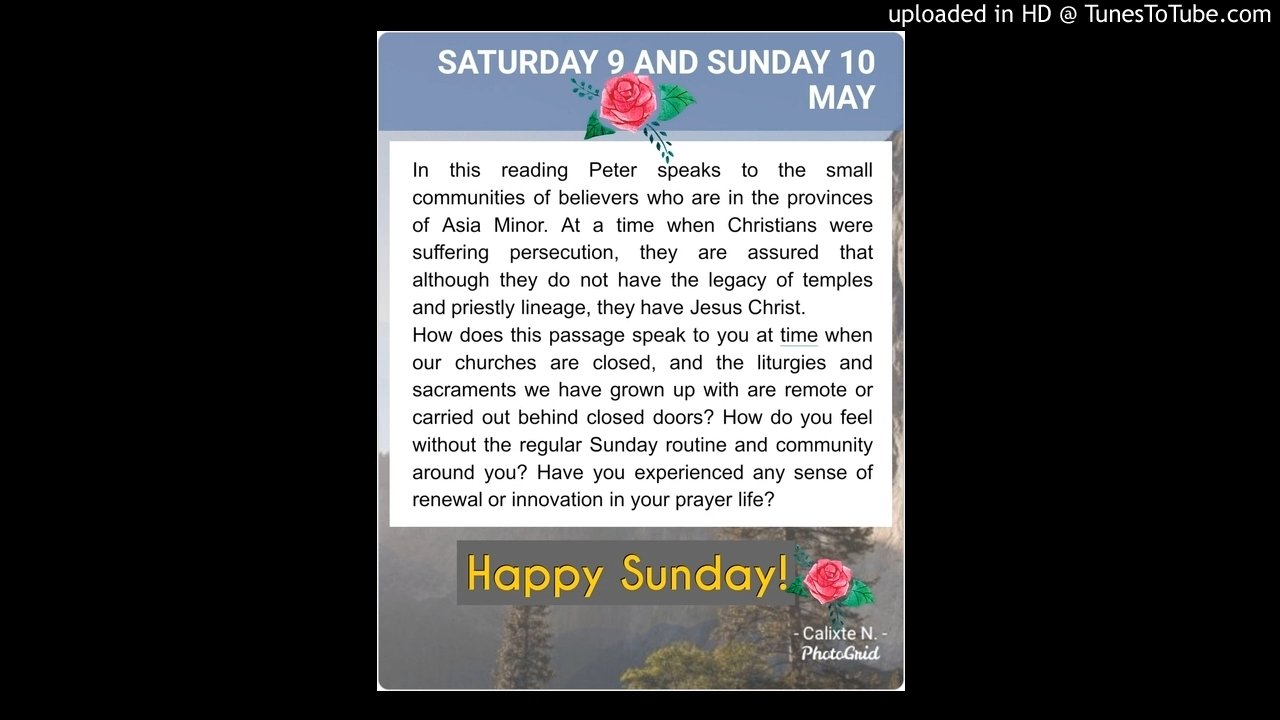 uploaded in HD @ TunesToTube.com
SATURDAY 9 AND SUNDAY 10
MAY
In this reading Peter speaks to the small
communities of believers who are in the provinces
of Asia Minor. At a time when Christians were
suffering persecution, they are assured that
although they do not have the legacy of temples
and priestly lineage, they have Jesus Christ.
How does this passage speak to you at time when
our churches are closed, and the liturgies and
sacraments we have grown up with are remote or
carried out behind closed doors? How do you feel
without the regular Sunday routine and community
around you? Have you experienced any sense of
renewal or innovation in your prayer life?
Happy Sunday!
- Calixte N. -
PhotoGrid